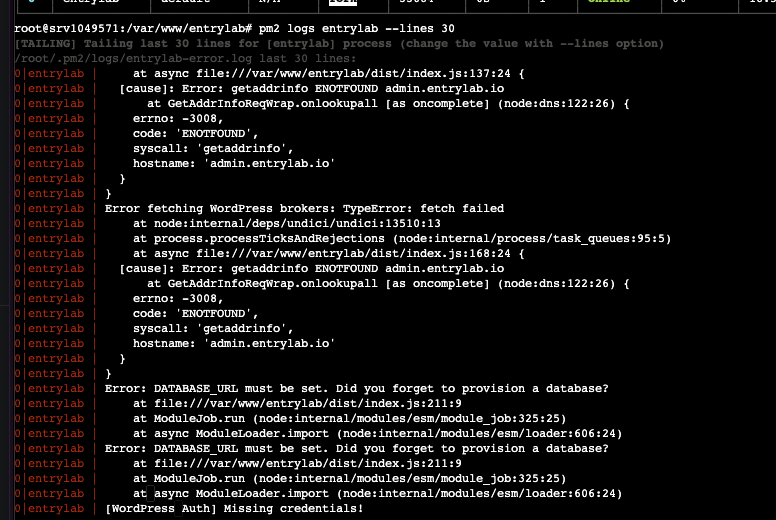 root@srv1049571:/var/www/entrylab# pm2 logs entrylab --lines 30
[TAILING] Tailing last 30 lines for [entrylab] process (change the value with --lines option)
/root/.pm2/logs/entrylab-error.log last 30 lines:
0|entrylab |     at async file:///var/www/entrylab/dist/index.js:137:24 {
0|entrylab |   [cause]: Error: getaddrinfo ENOTFOUND admin.entrylab.io
0|entrylab |       at GetAddrInfoReqWrap.onlookupall [as oncomplete] (node:dns:122:26) {
0|entrylab |     errno: -3008,
0|entrylab |     code: 'ENOTFOUND',
0|entrylab |     syscall: 'getaddrinfo',
0|entrylab |     hostname: 'admin.entrylab.io'
0|entrylab |   }
0|entrylab | }
0|entrylab | Error fetching WordPress brokers: TypeError: fetch failed
0|entrylab |     at node:internal/deps/undici/undici:13510:13
0|entrylab |     at process.processTicksAndRejections (node:internal/process/task_queues:95:5)
0|entrylab |     at async file:///var/www/entrylab/dist/index.js:168:24 {
0|entrylab |   [cause]: Error: getaddrinfo ENOTFOUND admin.entrylab.io
0|entrylab |       at GetAddrInfoReqWrap.onlookupall [as oncomplete] (node:dns:122:26) {
0|entrylab |     errno: -3008,
0|entrylab |     code: 'ENOTFOUND',
0|entrylab |     syscall: 'getaddrinfo',
0|entrylab |     hostname: 'admin.entrylab.io'
0|entrylab |   }
0|entrylab | }
0|entrylab | Error: DATABASE_URL must be set. Did you forget to provision a database?
0|entrylab |     at file:///var/www/entrylab/dist/index.js:211:9
0|entrylab |     at ModuleJob.run (node:internal/modules/esm/module_job:325:25)
0|entrylab |     at async ModuleLoader.import (node:internal/modules/esm/loader:606:24)
0|entrylab | Error: DATABASE_URL must be set. Did you forget to provision a database?
0|entrylab |     at file:///var/www/entrylab/dist/index.js:211:9
0|entrylab |     at ModuleJob.run (node:internal/modules/esm/module_job:325:25)
0|entrylab |     at async ModuleLoader.import (node:internal/modules/esm/loader:606:24)
0|entrylab | [WordPress Auth] Missing credentials!